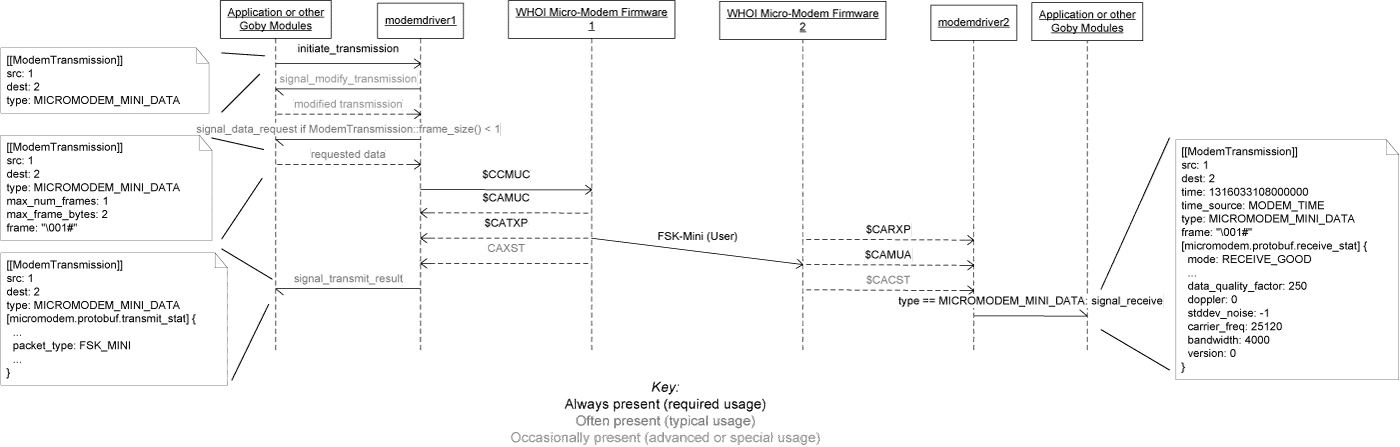 Application or other
Goby Modules
modemdriver1
WHOI Micro-Modem Firmware
1
WHOI Micro-Modem Firmware
2
modemdriver2
Application or other
Goby Modules
[[ModemTransmission]]
src: 1
dest: 2
type: MICROMODEM_MINI_DATA
initiate_transmission
signal_modify_transmission
modified transmission
signal_data_request if ModemTransmission::frame_size() < 1
requested data
[[ModemTransmission]]
src: 1
dest: 2
type: MICROMODEM_MINI_DATA
max_num_frames: 1
max_frame_bytes: 2
frame: "\001#"
$CCMUC
$CAMUC
$CATXP
CAXST
FSK-Mini (User)
$CARXP
$CAMUA
$CACST
signal_transmit_result
type == MICROMODEM_MINI_DATA: signal_receive
[[ModemTransmission]]
src: 1
dest: 2
type: MICROMODEM_MINI_DATA
[micromodem.protobuf.transmit_stat] {
...
packet_type: FSK_MINI
...
}
[[ModemTransmission]]
src: 1
dest: 2
time: 1316033108000000
time_source: MODEM_TIME
type: MICROMODEM_MINI_DATA
frame: "\001#"
[micromodem.protobuf.receive_stat] {
mode: RECEIVE_GOOD
...
data_quality_factor: 250
doppler: 0
stddev_noise: -1
carrier_freq: 25120
bandwidth: 4000
version: 0
}
Key:
Always present (required usage)
Often present (typical usage)
Occasionally present (advanced or special usage)